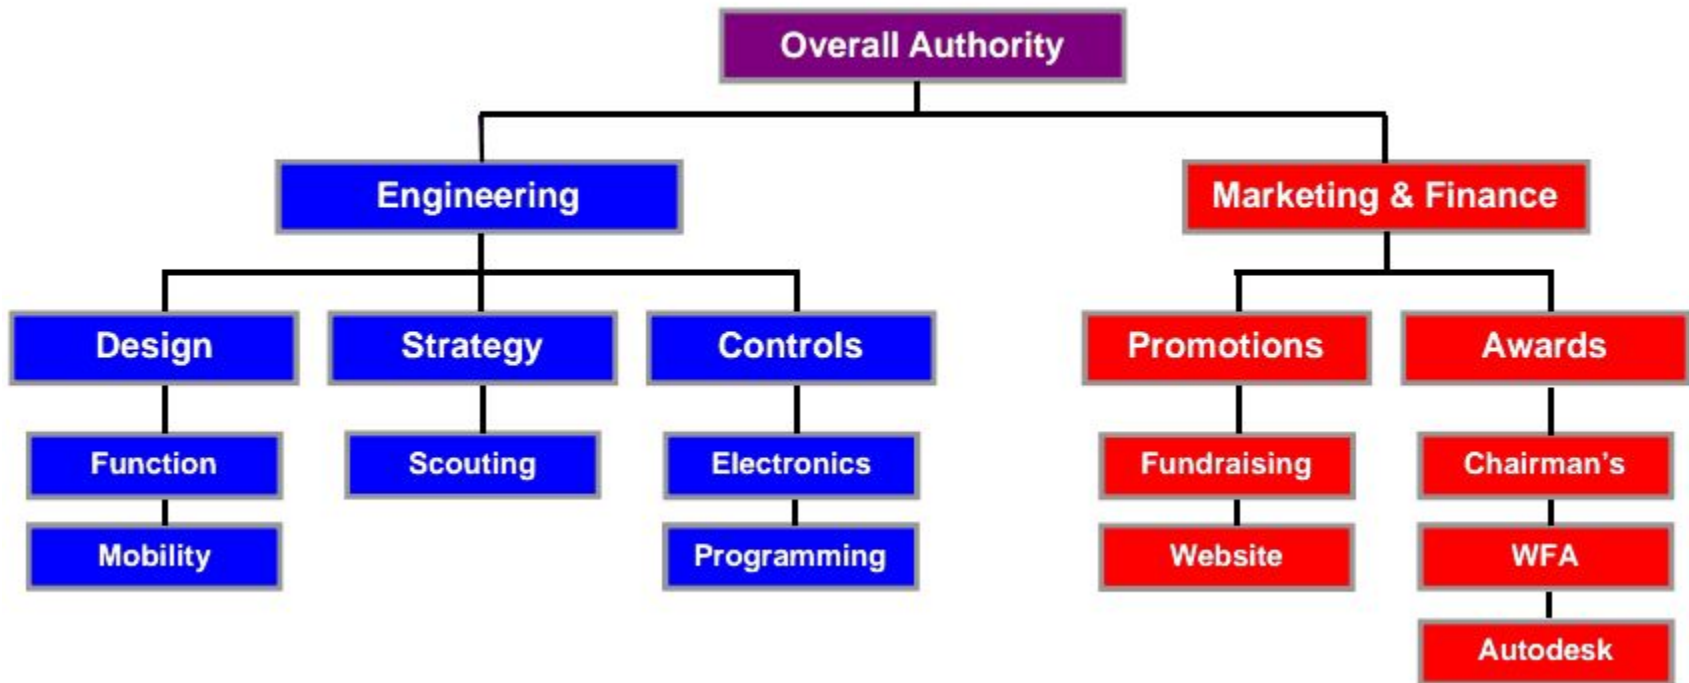 Overall Authority
Engineering
Marketing & Finance
Design
Strategy
Controls
Promotions
Awards
Function
Scouting
Electronics
Fundraising
Chairman’s
Mobility
Programming
Website
WFA
Autodesk